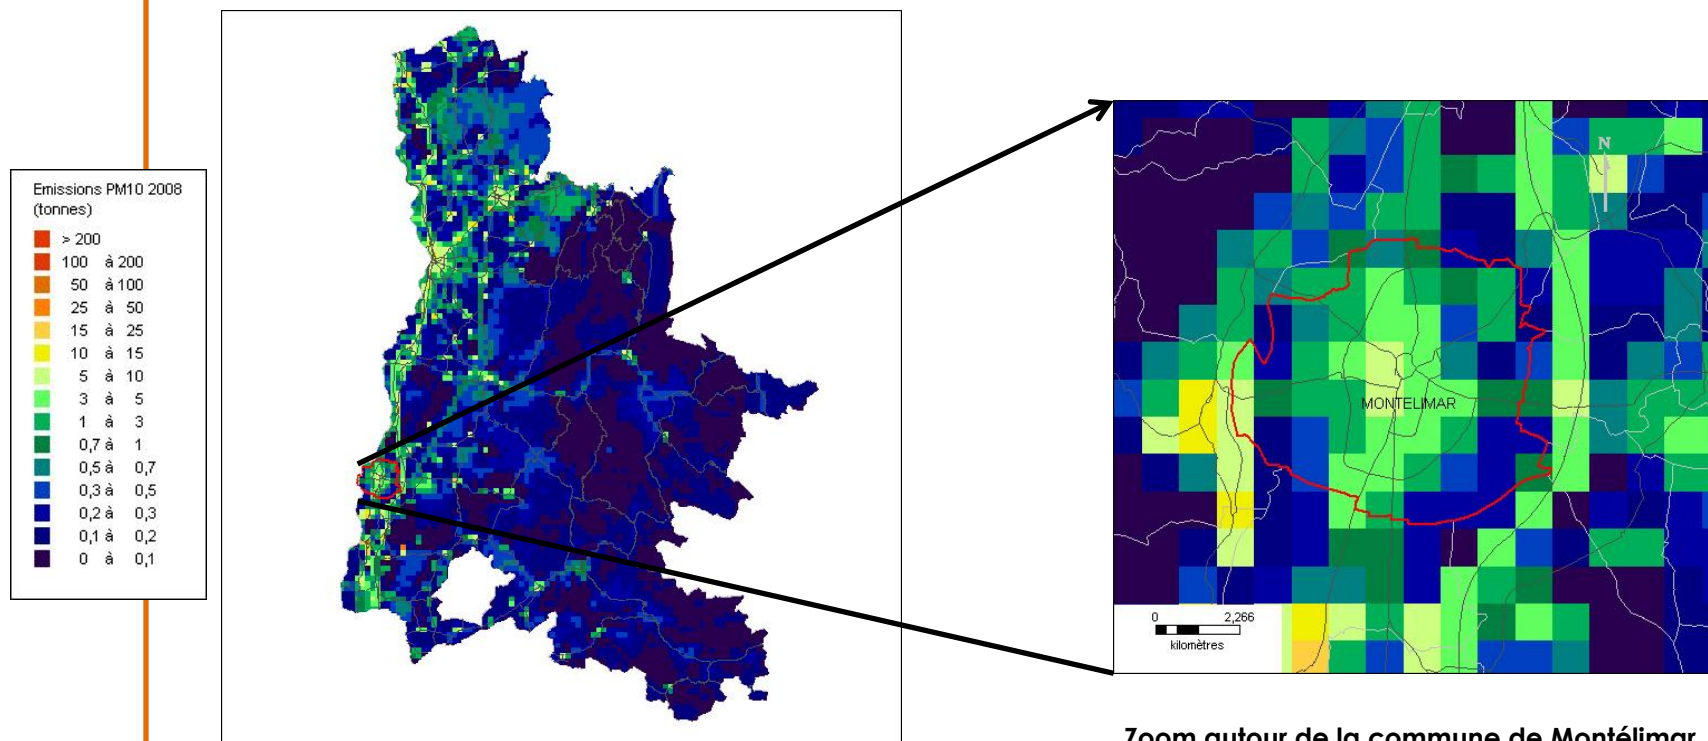 Emissions PM10 2008
(tonnes)
> 200
100 à 200
50 à 100
25 à 50
15 à 25
10 à 15
5 à 10
3 à 5
1 à 3
0,7 à 1
0,5 à 0,7
0,3 à 0,5
0,2 à 0,3
0,1 à 0,2
0 à 0,1
N
MONTELIMAR
0 2,266
kilomètres
Zoom autour de la commune de Montélimar